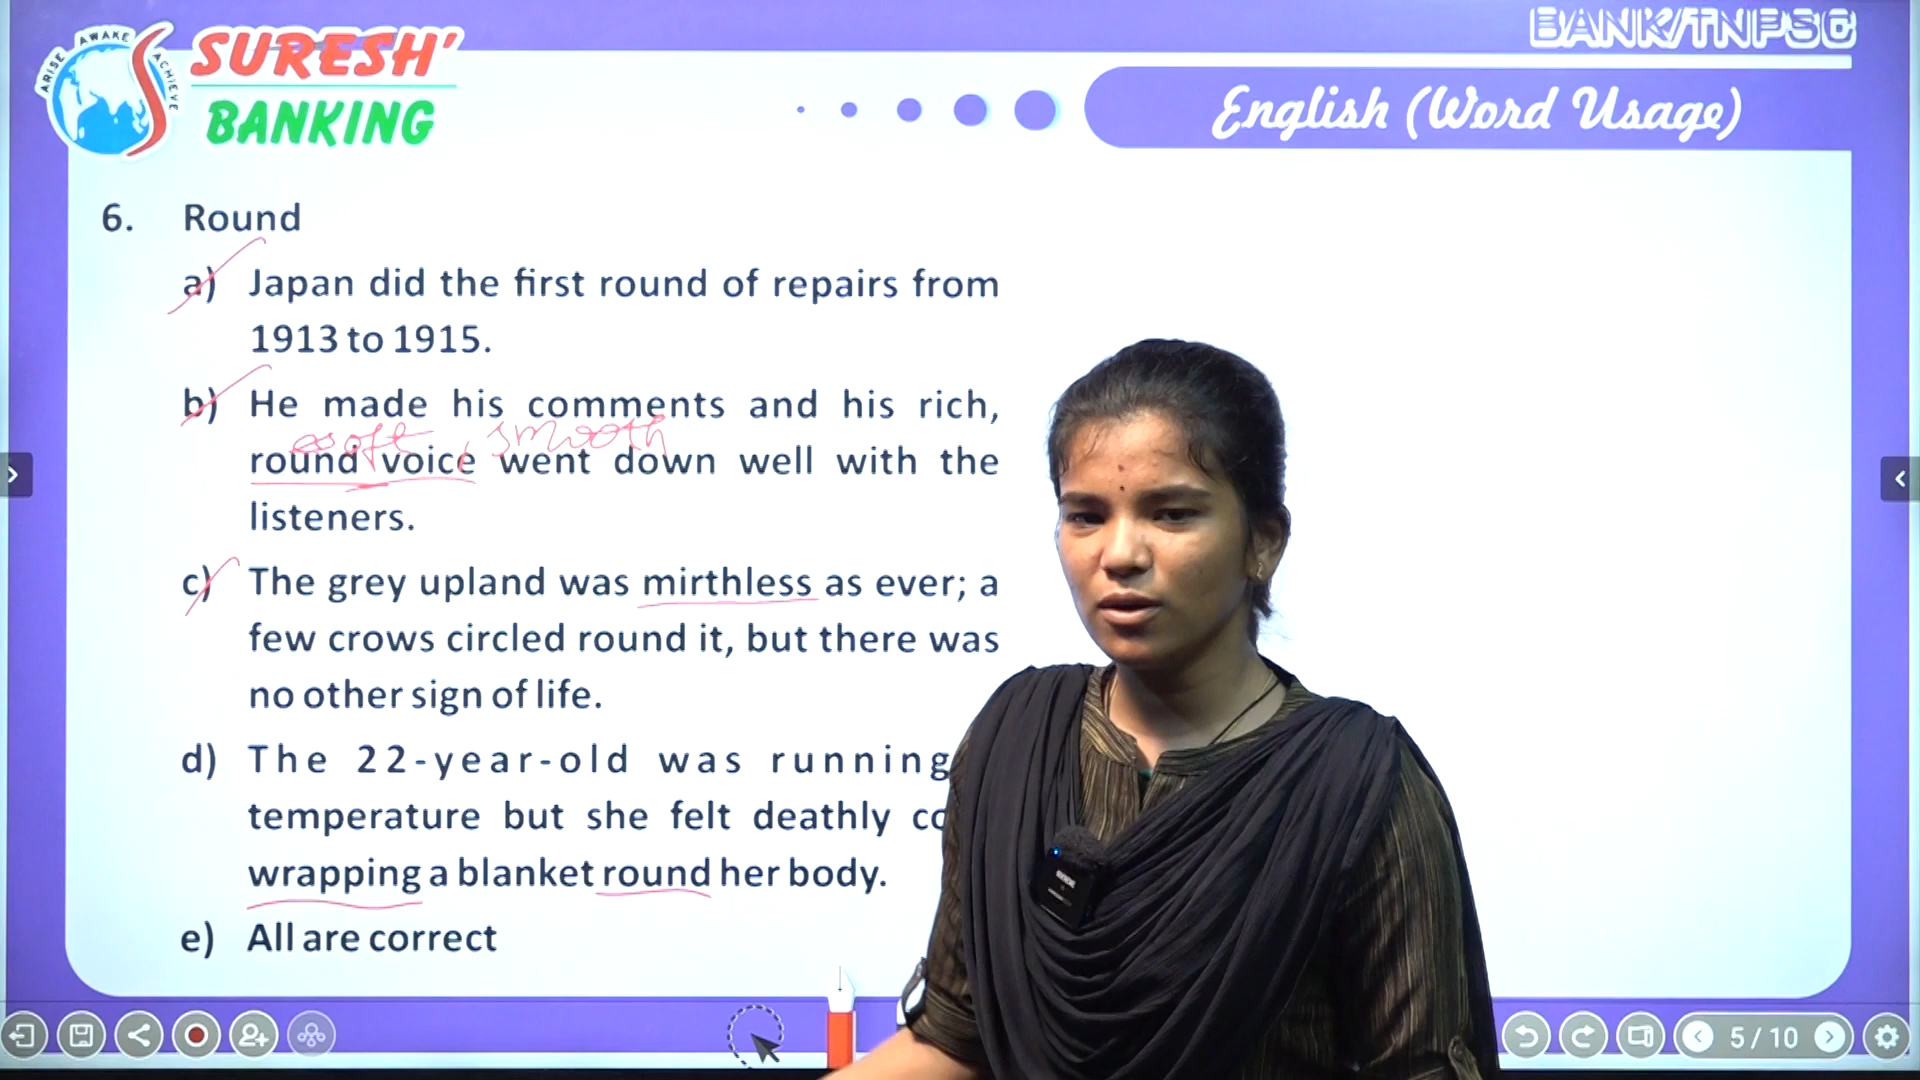 BANK/TNPSC
ARISE AWAKE ACHIEVE
SURESH'
BANKING
English (Word Usage)
6. Round
a) Japan did the first round of repairs from
1913 to 1915.
b) He made his comments and his rich,
soft, smooth
round voice went down well with the
listeners.
c) The grey upland was mirthless as ever; a
few crows circled round it, but there was
no other sign of life.
d) The 22-year-old was running
temperature but she felt deathly
wrapping a blanket round her body.
e) All are correct
5 / 10